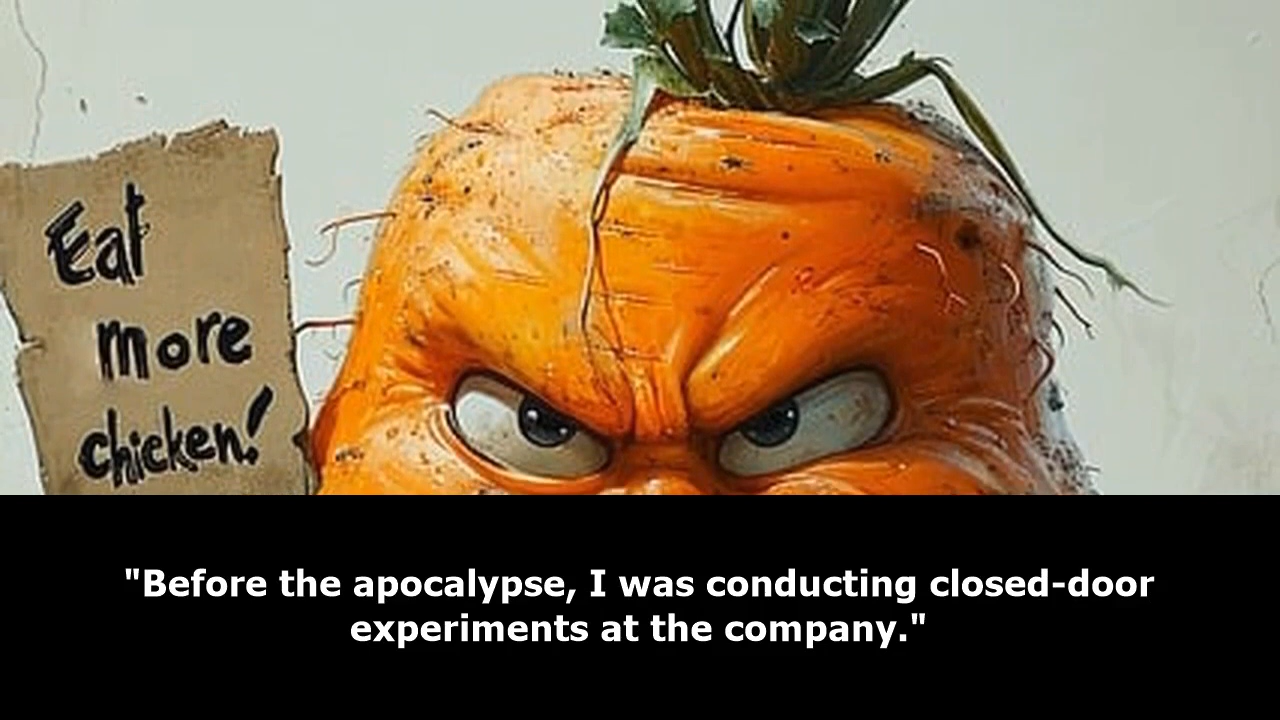 Eat
more
chicken!
"Before the apocalypse, I was conducting closed-door
experiments at the company."